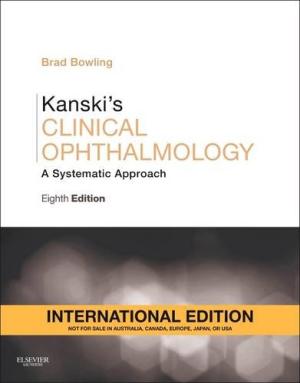 Brad Bowling
Kanski's
CLINICAL
OPHTHALMOLOGY
A Systematic Approach
Eighth Edition
INTERNATIONAL EDITION
NOT FOR SALE IN AUSTRALIA, CANADA, EUROPE, JAPAN, OR USA
ELSEVIER
SAUNDERS